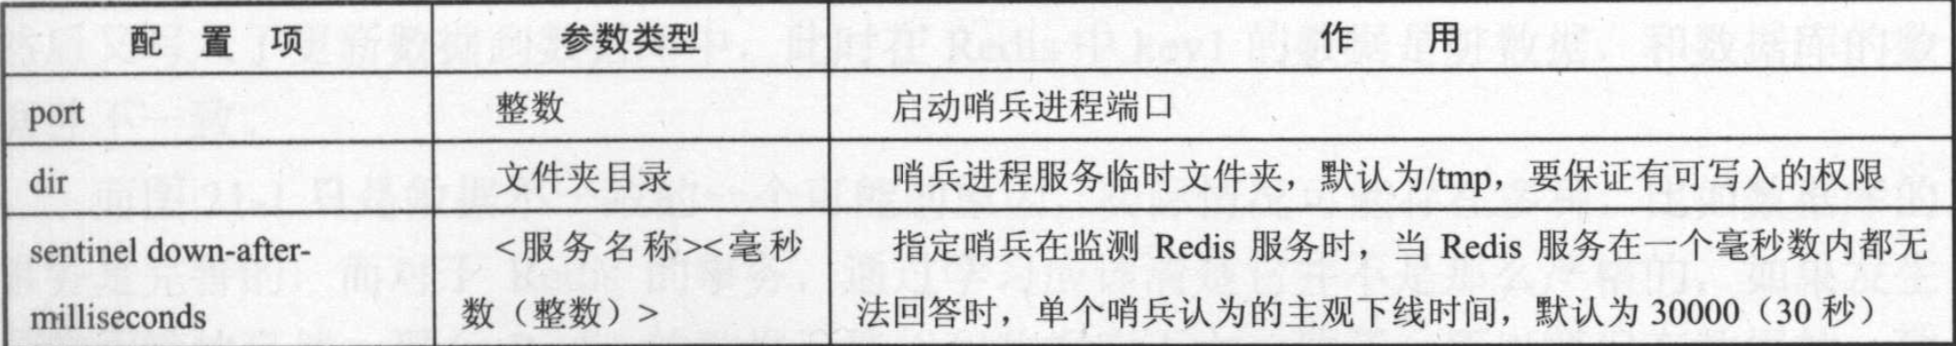 配 置 项 参数类型 作 用
port 整数 启动哨兵进程端口
dir 文件夹目录 哨兵进程服务临时文件夹，默认为/tmp，要保证有可写入的权限
sentinel down-after- <服务名称><毫秒 指定哨兵在监测 Redis 服务时，当 Redis 服务在一个毫秒数内都无
milliseconds 数（整数）> 法回答时，单个哨兵认为的主观下线时间，默认为 30000（30 秒）